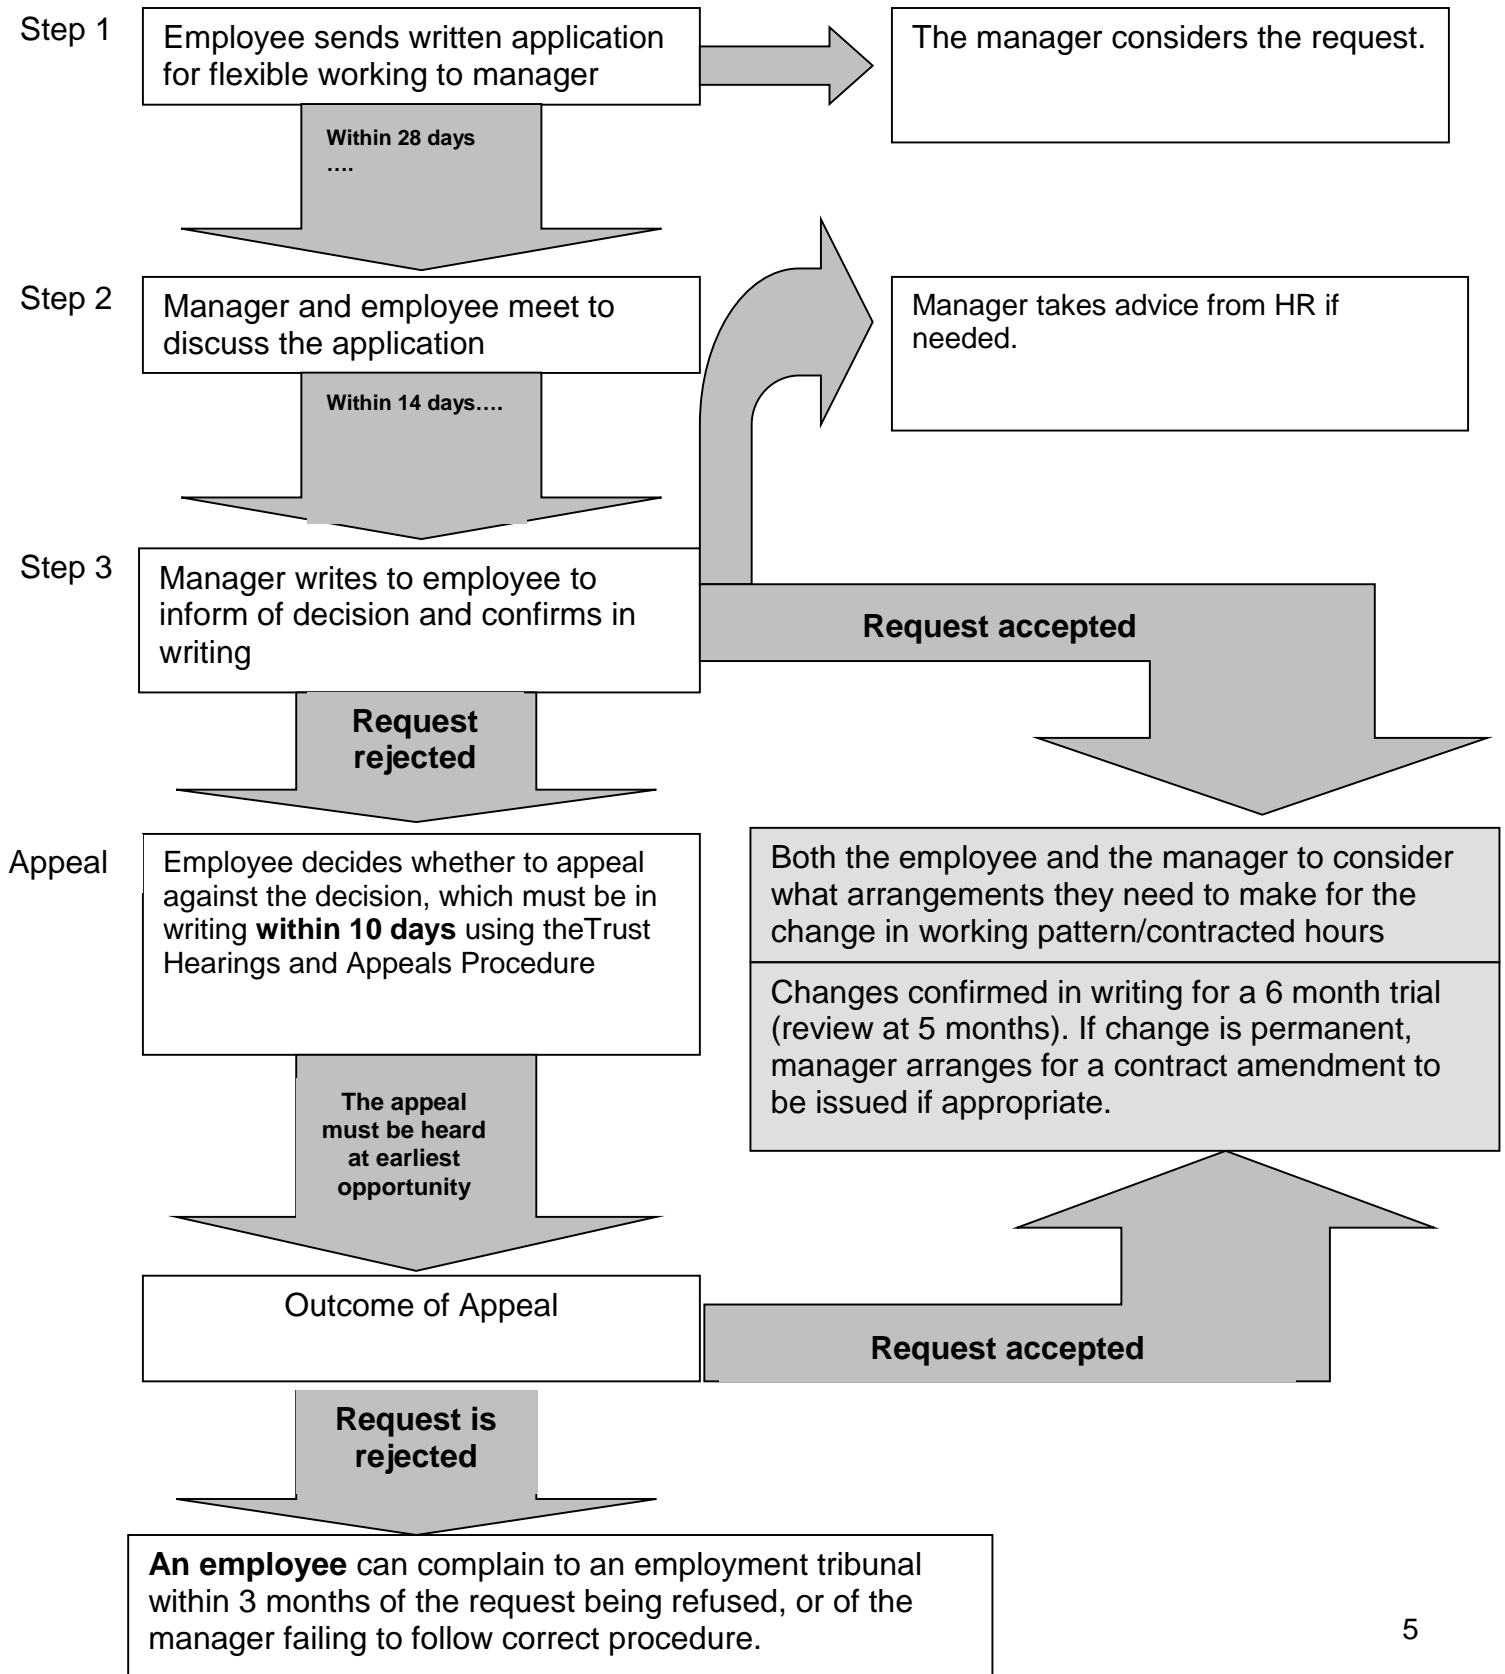 Step 1
Employee sends written application
for flexible working to manager
The manager considers the request.
Within 28 days
....
Step 2
Manager and employee meet to
discuss the application
Manager takes advice from HR if
needed.
Within 14 days....
Step 3
Manager writes to employee to
inform of decision and confirms in
writing
Request accepted
Request
rejected
Appeal
Employee decides whether to appeal
against the decision, which must be in
writing within 10 days using theTrust
Hearings and Appeals Procedure
Both the employee and the manager to consider
what arrangements they need to make for the
change in working pattern/contracted hours
Changes confirmed in writing for a 6 month trial
(review at 5 months). If change is permanent,
manager arranges for a contract amendment to
be issued if appropriate.
The appeal
must be heard
at earliest
opportunity
Outcome of Appeal
Request accepted
Request is
rejected
An employee can complain to an employment tribunal
within 3 months of the request being refused, or of the
manager failing to follow correct procedure.
5